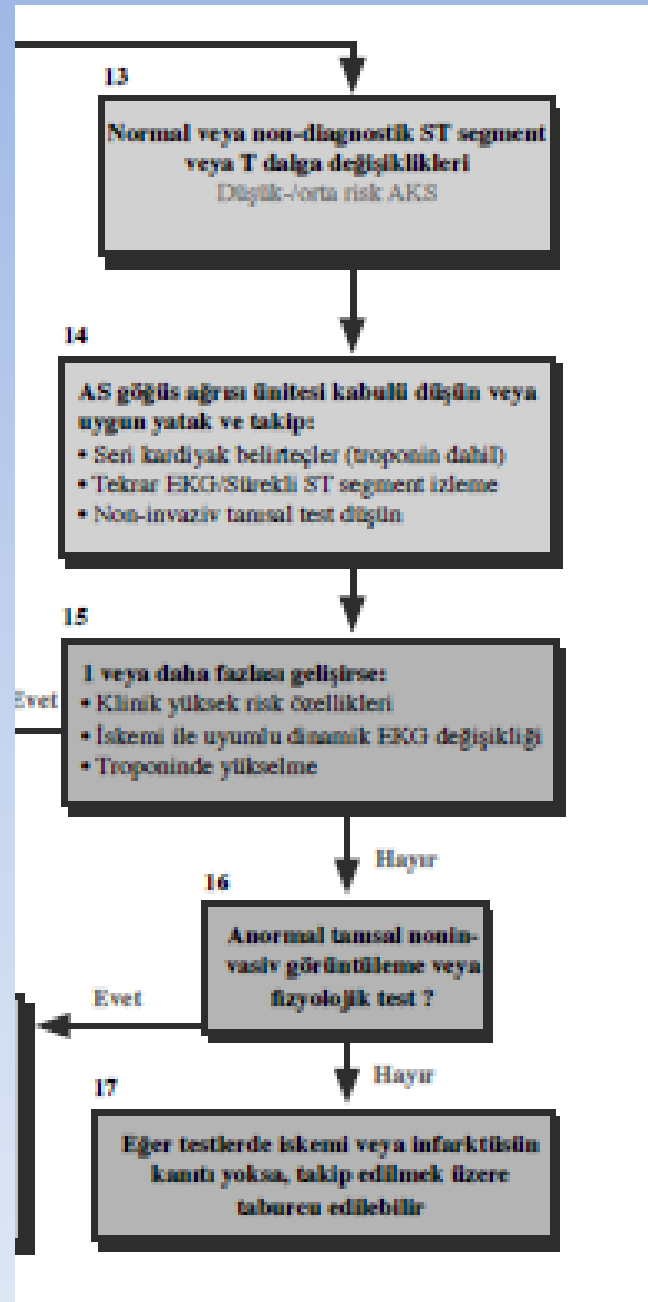 13
Normal veya non-diagnostik ST segment
veya T dalga değişiklikleri
Düşük-/orta risk AKS
14
AS göğüs ağrısı ünitesi kabulü düşün veya
uygun yatak ve takip:
• Seri kardiyak belirteçler (troponin dahil)
• Tekrar EKG/Sürekli ST segment izleme
• Non-invaziv tanısal test düşün
15
1 veya daha fazlası gelişirse:
• Klinik yüksek risk özellikleri
• İskemi ile uyumlu dinamik EKG değişikliği
• Troponinde yükselme
Evet
Hayır
16
Anormal tanısal nonin-
vasiv görüntüleme veya
fizyolojik test ?
Evet
Hayır
17
Eğer testlerde iskemi veya infarktüsün
kanıtı yoksa, takip edilmek üzere
taburcu edilebilir